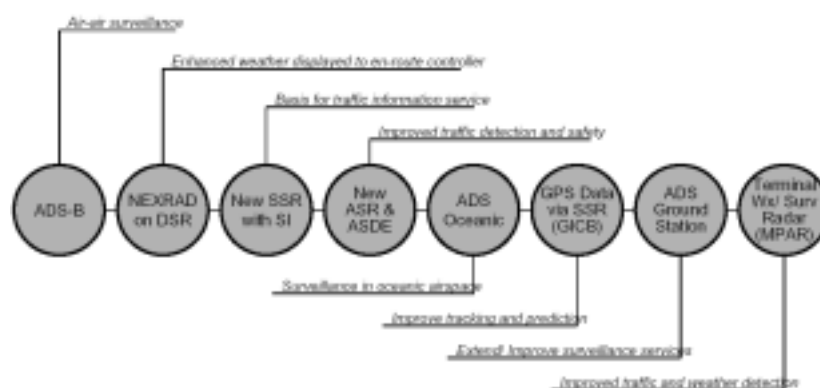 Air-air surveillance
Enhanced weather displayed to en-route controller
Basis for traffic information service
Improved traffic detection and safety
ADS-B
NEXRAD
on DSR
New SSR
with SI
New
ASR &
ASDE
ADS
Oceanic
GPS Data
via SSR
(GICB)
ADS
Ground
Station
Terminal
Wx/ Surv
Radar
(MPAR)
Surveillance in oceanic airspace
Improve tracking and prediction
Extend/ Improve surveillance services
Improved traffic and weather detection